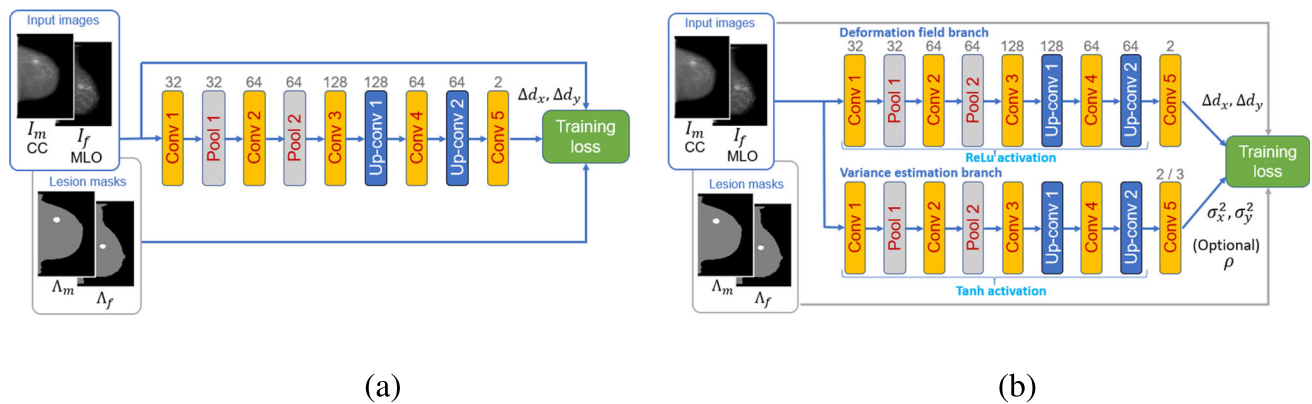 Input images
I_m
CC
I_f
MLO
Lesion masks
Λ_m
Λ_f
32 32 64 64 128 128 64 64 2
Conv 1
Pool 1
Conv 2
Pool 2
Conv 3
Up-conv 1
Conv 4
Up-conv 2
Conv 5
Δd_x, Δd_y
Training
loss
(a)
Input images
I_m
CC
I_f
MLO
Lesion masks
Λ_m
Λ_f
Deformation field branch
32 32 64 64 128 128 64 64 2
Conv 1
Pool 1
Conv 2
Pool 2
Conv 3
Up-conv 1
Conv 4
Up-conv 2
Conv 5
ReLu activation
Variance estimation branch
2 / 3
Conv 1
Pool 1
Conv 2
Pool 2
Conv 3
Up-conv 1
Conv 4
Up-conv 2
Conv 5
Tanh activation
Δd_x, Δd_y
Training
loss
σ_x^2, σ_y^2
(Optional)
ρ
(b)